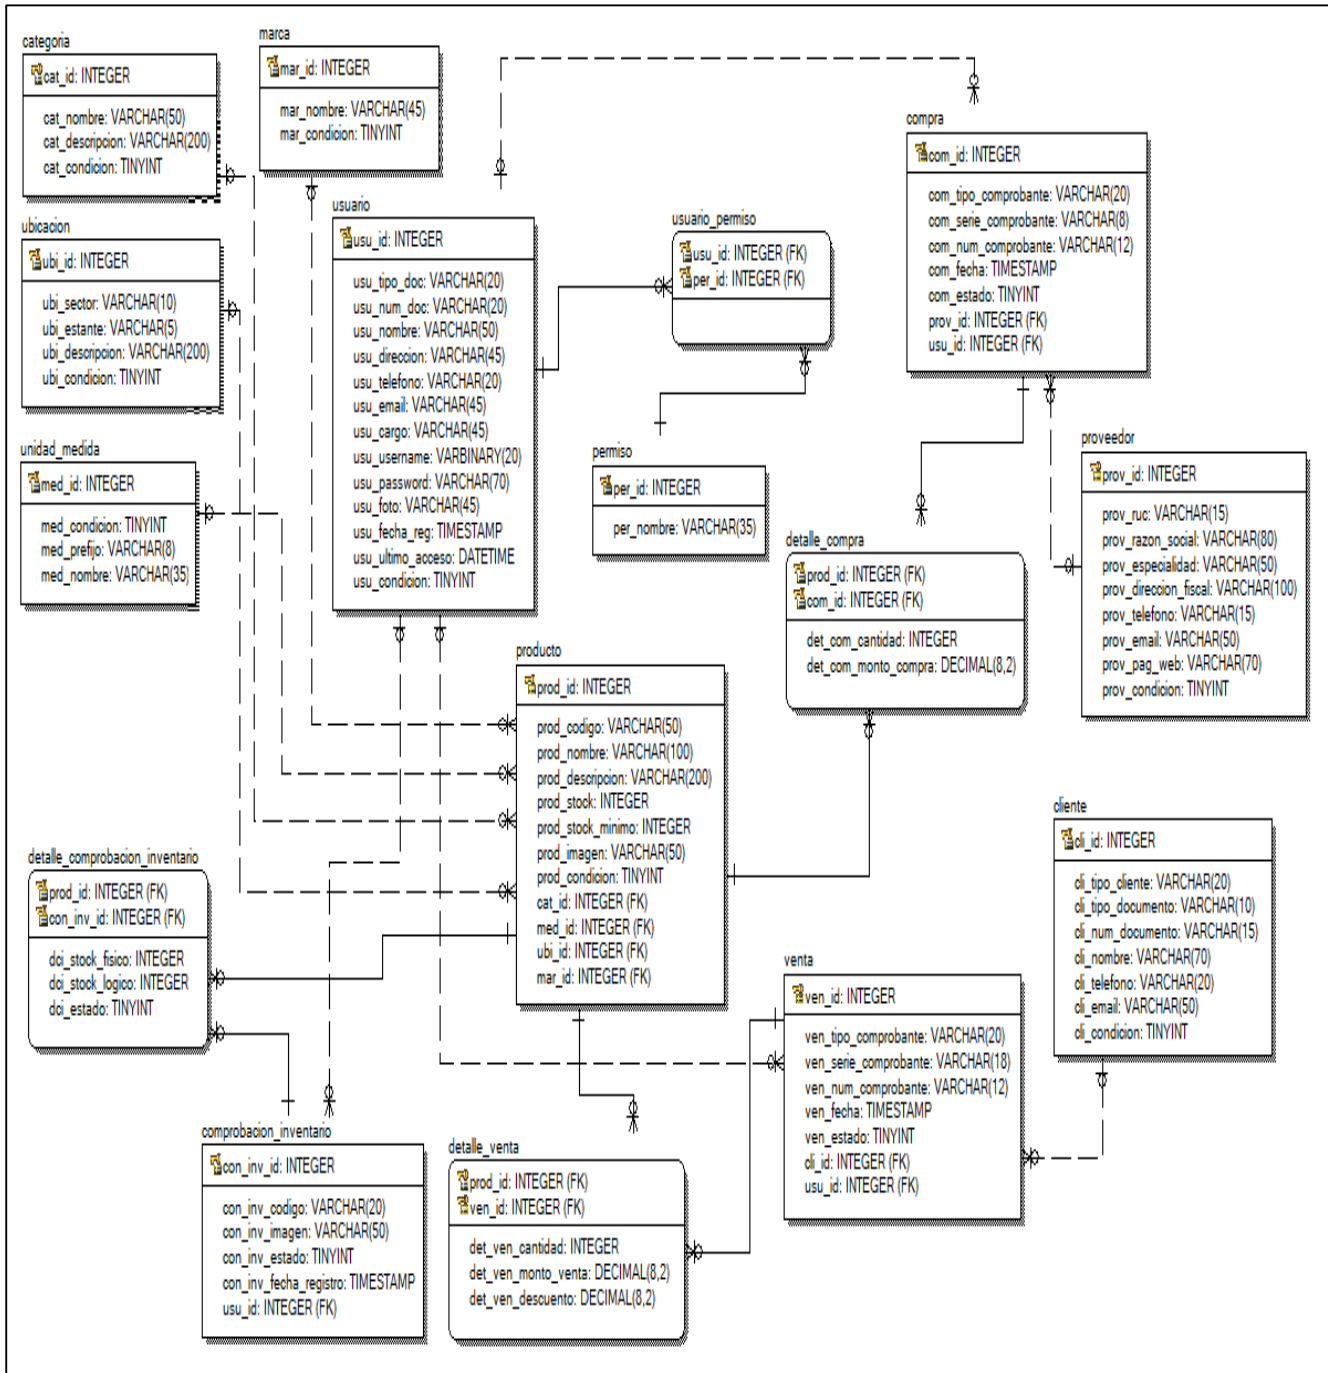 categoria
cat_id: INTEGER
cat_nombre: VARCHAR(50)
cat_descripcion: VARCHAR(200)
cat_condicion: TINYINT
marca
mar_id: INTEGER
mar_nombre: VARCHAR(45)
mar_condicion: TINYINT
ubicacion
ubi_id: INTEGER
ubi_sector: VARCHAR(10)
ubi_estante: VARCHAR(5)
ubi_descripcion: VARCHAR(200)
ubi_condicion: TINYINT
unidad_medida
med_id: INTEGER
med_condicion: TINYINT
med_prefijo: VARCHAR(8)
med_nombre: VARCHAR(35)
usuario
usu_id: INTEGER
usu_tipo_doc: VARCHAR(20)
usu_num_doc: VARCHAR(20)
usu_nombre: VARCHAR(50)
usu_direccion: VARCHAR(45)
usu_telefono: VARCHAR(20)
usu_email: VARCHAR(45)
usu_cargo: VARCHAR(45)
usu_username: VARBINARY(20)
usu_password: VARCHAR(70)
usu_foto: VARCHAR(45)
usu_fecha_reg: TIMESTAMP
usu_ultimo_acceso: DATETIME
usu_condicion: TINYINT
usuario_permiso
usu_id: INTEGER (FK)
per_id: INTEGER (FK)
permiso
per_id: INTEGER
per_nombre: VARCHAR(35)
compra
com_id: INTEGER
com_tipo_comprobante: VARCHAR(20)
com_serie_comprobante: VARCHAR(8)
com_num_comprobante: VARCHAR(12)
com_fecha: TIMESTAMP
com_estado: TINYINT
prov_id: INTEGER (FK)
usu_id: INTEGER (FK)
proveedor
prov_id: INTEGER
prov_ruc: VARCHAR(15)
prov_razon_social: VARCHAR(80)
prov_especialidad: VARCHAR(50)
prov_direccion_fiscal: VARCHAR(100)
prov_telefono: VARCHAR(15)
prov_email: VARCHAR(50)
prov_pag_web: VARCHAR(70)
prov_condicion: TINYINT
detalle_compra
prod_id: INTEGER (FK)
com_id: INTEGER (FK)
det_com_cantidad: INTEGER
det_com_monto_compra: DECIMAL(8,2)
producto
prod_id: INTEGER
prod_codigo: VARCHAR(50)
prod_nombre: VARCHAR(100)
prod_descripcion: VARCHAR(200)
prod_stock: INTEGER
prod_stock_minimo: INTEGER
prod_imagen: VARCHAR(50)
prod_condicion: TINYINT
cat_id: INTEGER (FK)
med_id: INTEGER (FK)
ubi_id: INTEGER (FK)
mar_id: INTEGER (FK)
cliente
cli_id: INTEGER
cli_tipo_cliente: VARCHAR(20)
cli_tipo_documento: VARCHAR(10)
cli_num_documento: VARCHAR(15)
cli_nombre: VARCHAR(70)
cli_telefono: VARCHAR(20)
cli_email: VARCHAR(50)
cli_condicion: TINYINT
detalle_comprobacion_inventario
prod_id: INTEGER (FK)
con_inv_id: INTEGER (FK)
dci_stock_fisico: INTEGER
dci_stock_logico: INTEGER
dci_estado: TINYINT
venta
ven_id: INTEGER
ven_tipo_comprobante: VARCHAR(20)
ven_serie_comprobante: VARCHAR(18)
ven_num_comprobante: VARCHAR(12)
ven_fecha: TIMESTAMP
ven_estado: TINYINT
cli_id: INTEGER (FK)
usu_id: INTEGER (FK)
comprobacion_inventario
con_inv_id: INTEGER
con_inv_codigo: VARCHAR(20)
con_inv_imagen: VARCHAR(50)
con_inv_estado: TINYINT
con_inv_fecha_registro: TIMESTAMP
usu_id: INTEGER (FK)
detalle_venta
prod_id: INTEGER (FK)
ven_id: INTEGER (FK)
det_ven_cantidad: INTEGER
det_ven_monto_venta: DECIMAL(8,2)
det_ven_descuento: DECIMAL(8,2)